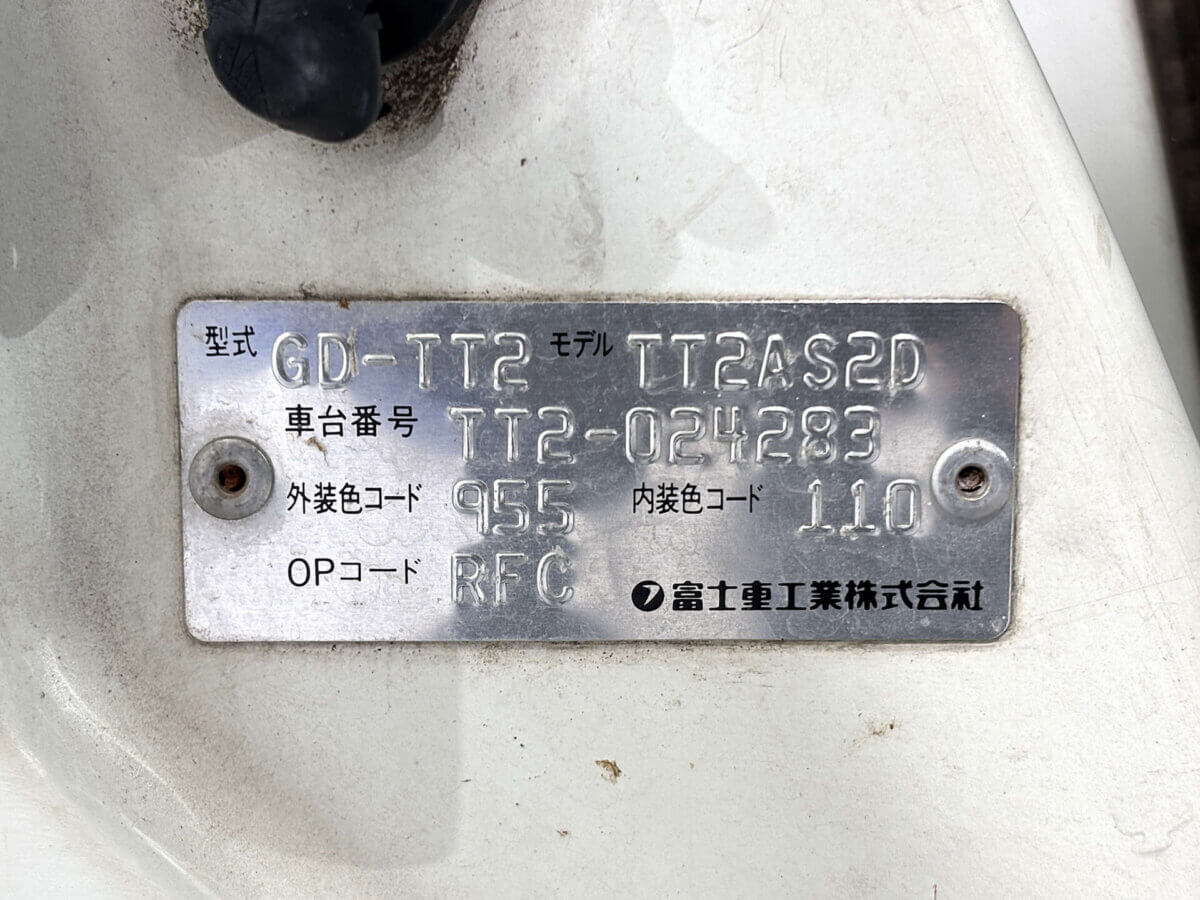 型式 GD-TT2 モデル TT2AS2D
車台番号 TT2-024283
外装色コード 955 内装色コード 110
OPコード RFC 富士重工業株式会社